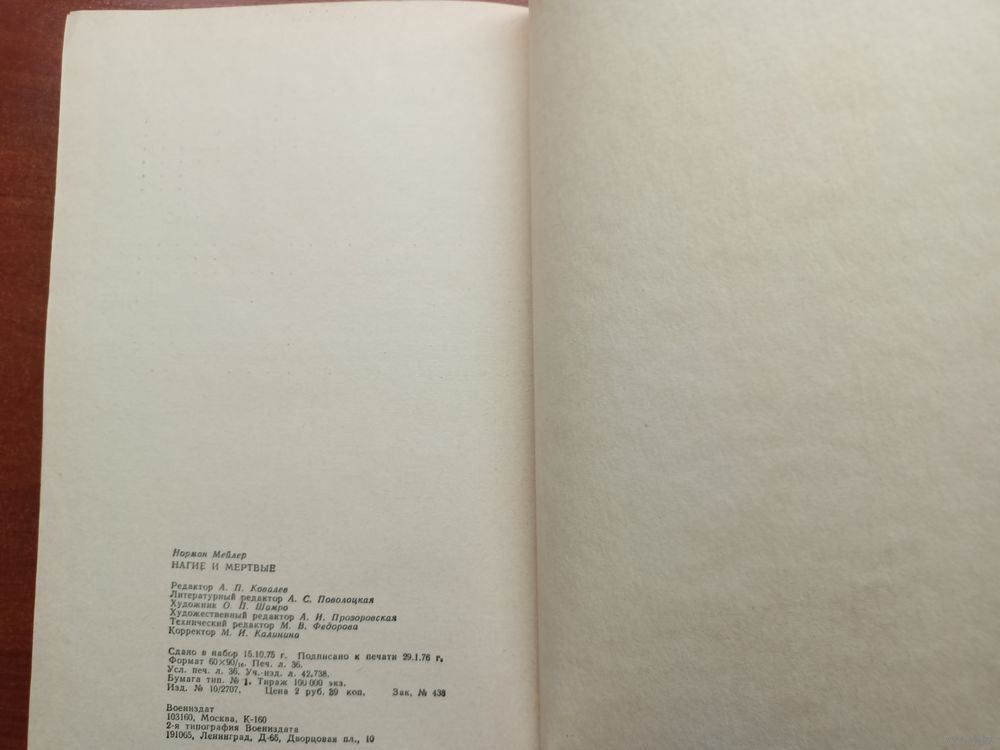 Норман Мейлер
НАГИЕ И МЕРТВЫЕ
Редактор А. П. Ковалев
Литературный редактор А. С. Поволоцкая
Художник О. П. Шамро
Художественный редактор А. И. Прозоровская
Технический редактор М. В. Федорова
Корректор М. И. Калинина
Сдано в набор 15.10.75 г. Подписано к печати 29.1.76 г.
Формат 60×90/16. Печ. л. 36.
Усл. печ. л. 36. Уч.-изд. л. 42,738.
Бумага тип. № 1. Тираж 100 000 экз.
Изд. № 10/2707. Цена 2 руб. 39 коп. Зак. № 438
Воениздат
103160, Москва, К-160
2-я типография Воениздата
191065, Ленинград, Д-65, Дворцовая пл., 10